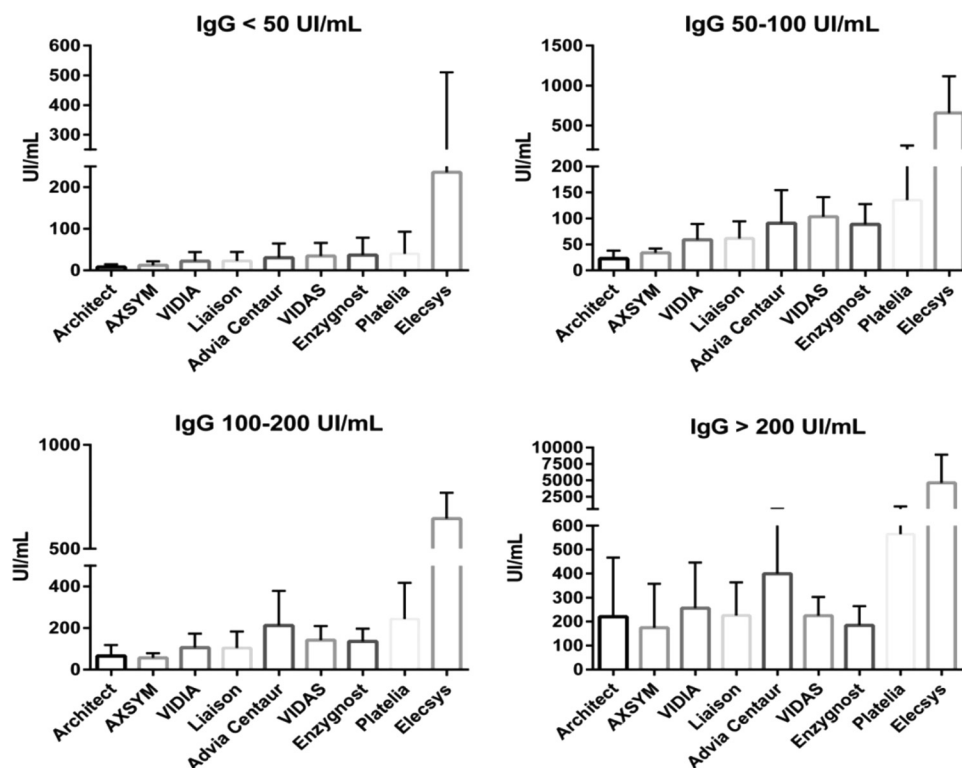 IgG < 50 UI/mL
600
500
400
300
200
100
0
UI/mL
Architect
AXSYM
VIDIA
Liaison
Advia Centaur
VIDAS
Enzygnost
Platelia
Elecsys
IgG 50-100 UI/mL
1500
1000
500
200
150
100
50
0
UI/mL
Architect
AXSYM
VIDIA
Liaison
Advia Centaur
VIDAS
Enzygnost
Platelia
Elecsys
IgG 100-200 UI/mL
1000
500
400
200
0
UI/mL
Architect
AXSYM
VIDIA
Liaison
Advia Centaur
VIDAS
Enzygnost
Platelia
Elecsys
IgG > 200 UI/mL
10000
7500
5000
2500
600
500
400
300
200
100
0
UI/mL
Architect
AXSYM
VIDIA
Liaison
Advia Centaur
VIDAS
Enzygnost
Platelia
Elecsys